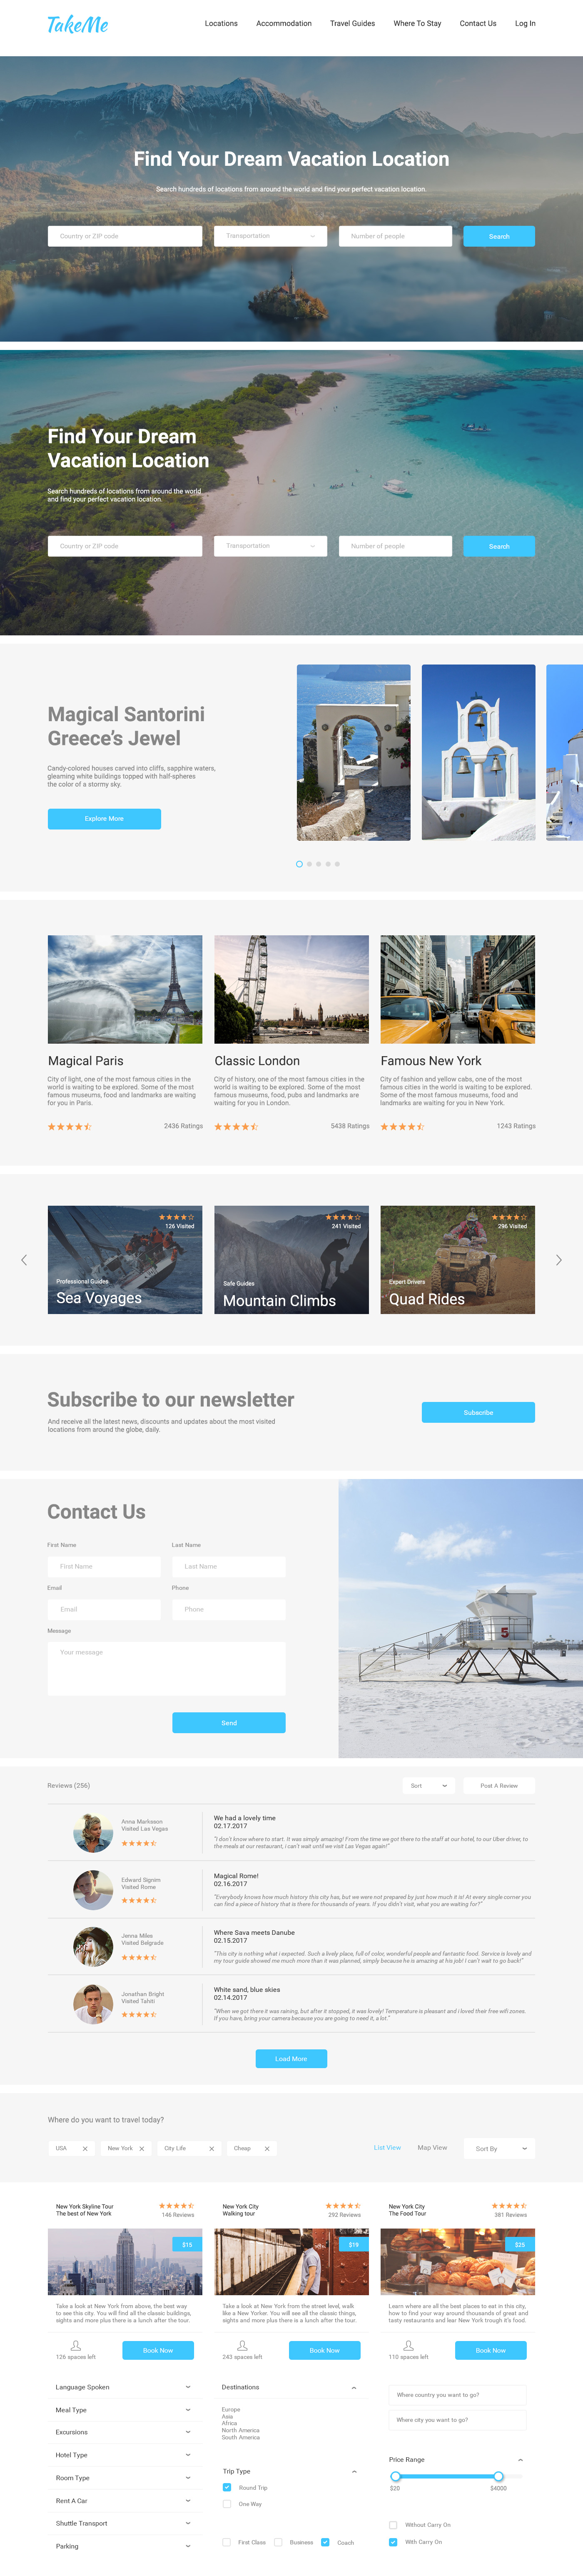 TakeMe
Locations Accommodation Travel Guides Where To Stay Contact Us Log In
Find Your Dream Vacation Location
Search hundreds of locations from around the world and find your perfect vacation location.
Country or ZIP code Transportation Number of people Search
Find Your Dream
Vacation Location
Search hundreds of locations from around the world
and find your perfect vacation location.
Country or ZIP code Transportation Number of people Search
Magical Santorini
Greece's Jewel
Candy-colored houses carved into cliffs, sapphire waters,
gleaming white buildings topped with half-spheres
the color of a stormy sky.
Explore More
Magical Paris
City of light, one of the most famous cities in the
world is waiting to be explored. Some of the most
famous museums, food and landmarks are waiting
for you in Paris.
2436 Ratings
Classic London
City of history, one of the most famous cities in the
world is waiting to be explored. Some of the most
famous museums, pubs and landmarks are
waiting for you in London.
5438 Ratings
Famous New York
City of fashion and yellow cabs, one of the most
famous cities in the world is waiting to be explored.
Some of the most famous museums, food and
landmarks are waiting for you in New York.
1243 Ratings
126 Visited
Professional Guides
Sea Voyages
241 Visited
Safe Guides
Mountain Climbs
296 Visited
Expert Drivers
Quad Rides
Subscribe to our newsletter
And receive all the latest news, discounts and updates about the most visited
locations from around the globe, daily.
Subscribe
Contact Us
First Name Last Name
First Name Last Name
Email Phone
Email Phone
Message
Your message
Send
5
Reviews (256)
Sort
Post A Review
Anna Marksson
Visited Las Vegas
We had a lovely time
02.17.2017
"I don't know where to start. It was simply amazing! From the time we got there to the staff at our hotel, to our Uber driver, to
the meals at our restaurant, i can't wait until we visit Las Vegas again!"
Edward Sigrim
Visited Rome
Magical Rome!
02.16.2017
"Everybody knows how much history this city has, but we were not prepared by just how much it is! At every single corner you
can find a piece of history that is there for thousands of years. If you didn't visit, what are you waiting for?"
Jenna Miles
Visited Belgrade
Where Sava meets Danube
02.15.2017
"This city is nothing what I expected. Such a lively place, full of color, wonderful people and fantastic food. Service is lovely and
my tour guide showed me much more than it was planned, simply because he is amazing at his job! I can't wait to go back!"
Jonathan Bright
Visited Tahiti
White sand, blue skies
02.14.2017
"When we got there it was raining, but after it stopped, it was lovely! Temperature is pleasant and i loved their free wifi zones.
If you have, bring your camera because you are going to need it, a lot."
Load More
Where do you want to travel today?
USA New York City Life Cheap
List View Map View Sort By
New York Skyline Tour
The best of New York
146 Reviews
$15
Take a look at New York from above, the best way
to see this city. You will find all the classic buildings,
sights and more plus there is a lunch after the tour.
126 spaces left
Book Now
New York City
Walking tour
292 Reviews
$19
Take a look at New York from the street level, walk
like a New Yorker. You will see all the classic things,
sights and more plus there is a lunch after the tour.
243 spaces left
Book Now
New York City
The Food Tour
381 Reviews
$25
Learn where are all the best places to eat in this city,
how to find your way around thousands of great and
tasty restaurants and lear New York trough it's food.
110 spaces left
Book Now
Language Spoken
Meal Type
Excursions
Hotel Type
Room Type
Rent A Car
Shuttle Transport
Parking
Destinations
Europe
Asia
Africa
North America
South America
Trip Type
Round Trip
One Way
First Class Business Coach
Where country you want to go?
Where city you want to go?
Price Range
$20 $4000
Without Carry On
With Carry On